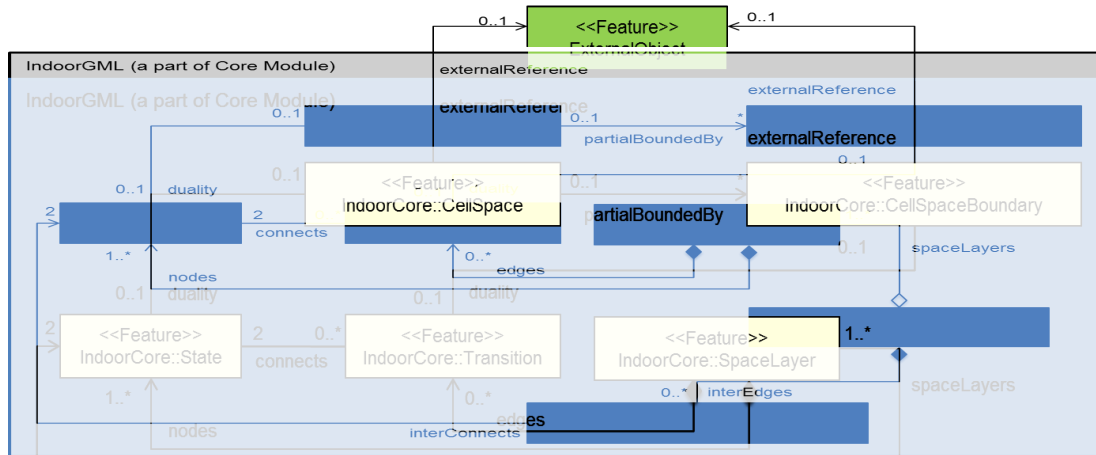 0..1
<<Feature>>
0..1
ExternalObject
IndoorGML (a part of Core Module)
externalReference
externalReference
IndoorGML (a part of Core Module)
externalReference
0..1
0..1
*
partialBoundedBy
externalReference
0..1
0..1
duality
0..1
<<Feature>>
0..1
*
<<Feature>>
IndoorCore::CellSpace
partialBoundedBy
IndoorCore::CellSpaceBoundary
2
2
connects
1..*
0..*
edges
0..1
spaceLayers
nodes
0..1
duality
0..1
duality
2
<<Feature>>
2
0..*
<<Feature>>
<<Feature>>
1..*
IndoorCore::State
connects
IndoorCore::Transition
IndoorCore::SpaceLayer
1..*
0..*
0..*
interEdges
spaceLayers
edges
nodes
interConnects